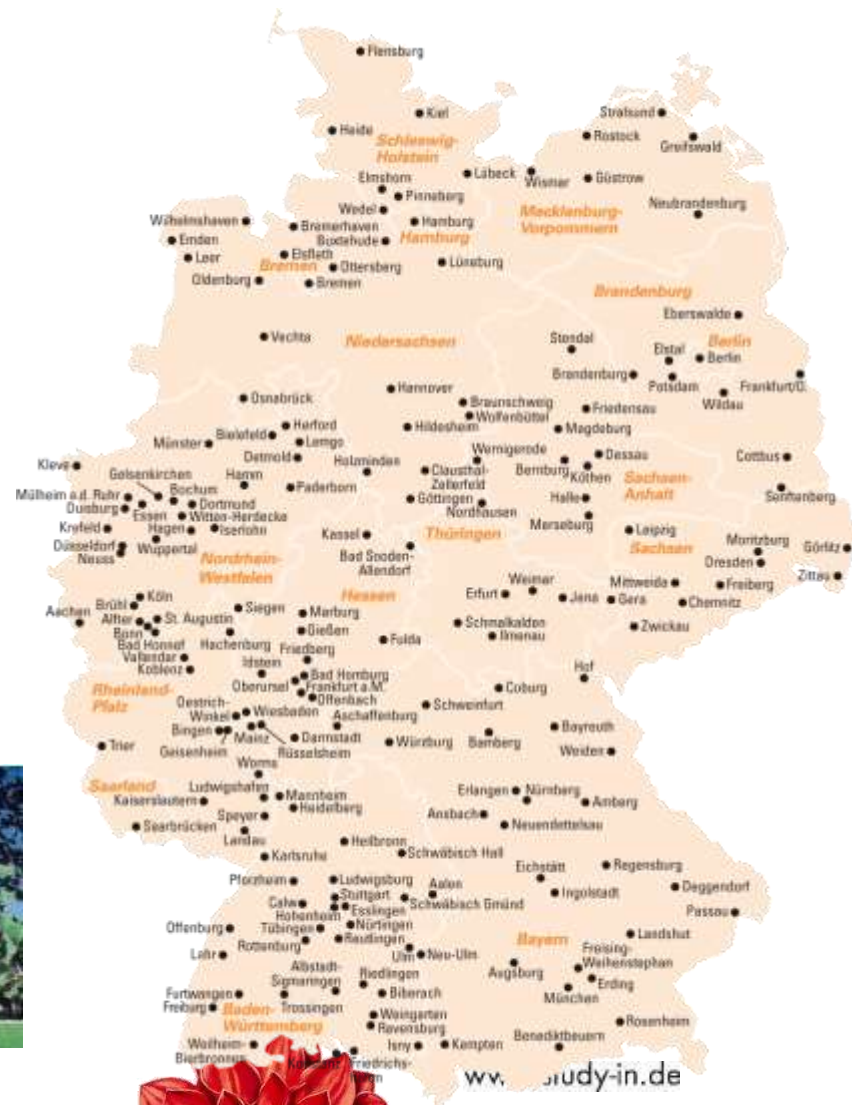 Flensburg
Kiel
Stralsund
Heide
Rostock
Greifswald
Schleswig-
Holstein
Elmshorn
Lübeck
Wismar
Güstrow
Pinneberg
Neubrandenburg
Wedel
Mecklenburg-
Vorpommern
Wilhelmshaven
Bremerhaven
Hamburg
Emden
Buxtehude
Hamburg
Leer
Elsfleth
Bremen
Ottersberg
Lüneburg
Oldenburg
Bremen
Brandenburg
Eberswalde
Vechta
Niedersachsen
Stendal
Berlin
Elstal
Berlin
Brandenburg
Potsdam
Frankfurt/O.
Hannover
Wildau
Osnabrück
Braunschweig
Friedensau
Wolfenbüttel
Herford
Hildesheim
Magdeburg
Bielefeld
Lemgo
Münster
Detmold
Wernigerode
Dessau
Cottbus
Kleve
Holzminden
Bernburg
Gelsenkirchen
Hamm
Clausthal-
Zellerfeld
Köthen
Sachsen-
Anhalt
Mülheim a.d. Ruhr
Bochum
Paderborn
Göttingen
Halle
Senftenberg
Duisburg
Dortmund
Nordhausen
Essen
Witten-Herdecke
Merseburg
Krefeld
Hagen
Iserlohn
Kassel
Thüringen
Leipzig
Düsseldorf
Wuppertal
Sachsen
Moritzburg
Görlitz
Neuss
Nordrhein-
Westfalen
Bad Sooden-
Allendorf
Dresden
Zittau
Weimar
Mittweida
Freiberg
Köln
Hessen
Erfurt
Jena
Gera
Chemnitz
Brühl
Siegen
Marburg
Aachen
Alfter
St. Augustin
Schmalkalden
Zwickau
Bonn
Gießen
Ilmenau
Bad Honnef
Hachenburg
Friedberg
Fulda
Vallendar
Idstein
Hof
Koblenz
Bad Homburg
Oberursel
Frankfurt a.M.
Coburg
Rheinland-
Pfalz
Offenbach
Oestrich-
Winkel
Wiesbaden
Aschaffenburg
Schweinfurt
Bingen
Mainz
Darmstadt
Würzburg
Bamberg
Bayreuth
Trier
Geisenheim
Rüsselsheim
Weiden
Worms
Saarland
Ludwigshafen
Mannheim
Erlangen
Nürnberg
Kaiserslautern
Heidelberg
Amberg
Speyer
Ansbach
Saarbrücken
Neuendettelsau
Landau
Heilbronn
Karlsruhe
Schwäbisch Hall
Eichstätt
Regensburg
Pforzheim
Ludwigsburg
Aalen
Deggendorf
Stuttgart
Ingolstadt
Calw
Schwäbisch Gmünd
Hohenheim
Esslingen
Passau
Offenburg
Tübingen
Nürtingen
Landshut
Rottenburg
Reutlingen
Bayern
Lahr
Ulm
Neu-Ulm
Freising-
Weihenstephan
Albstadt-
Sigmaringen
Riedlingen
Augsburg
Erding
Furtwangen
Biberach
München
Freiburg
Trossingen
Baden-
Württemberg
Weingarten
Ravensburg
Rosenheim
Weilheim-
Bierbronnen
Isny
Kempten
Benediktbeuern
Friedrichs-